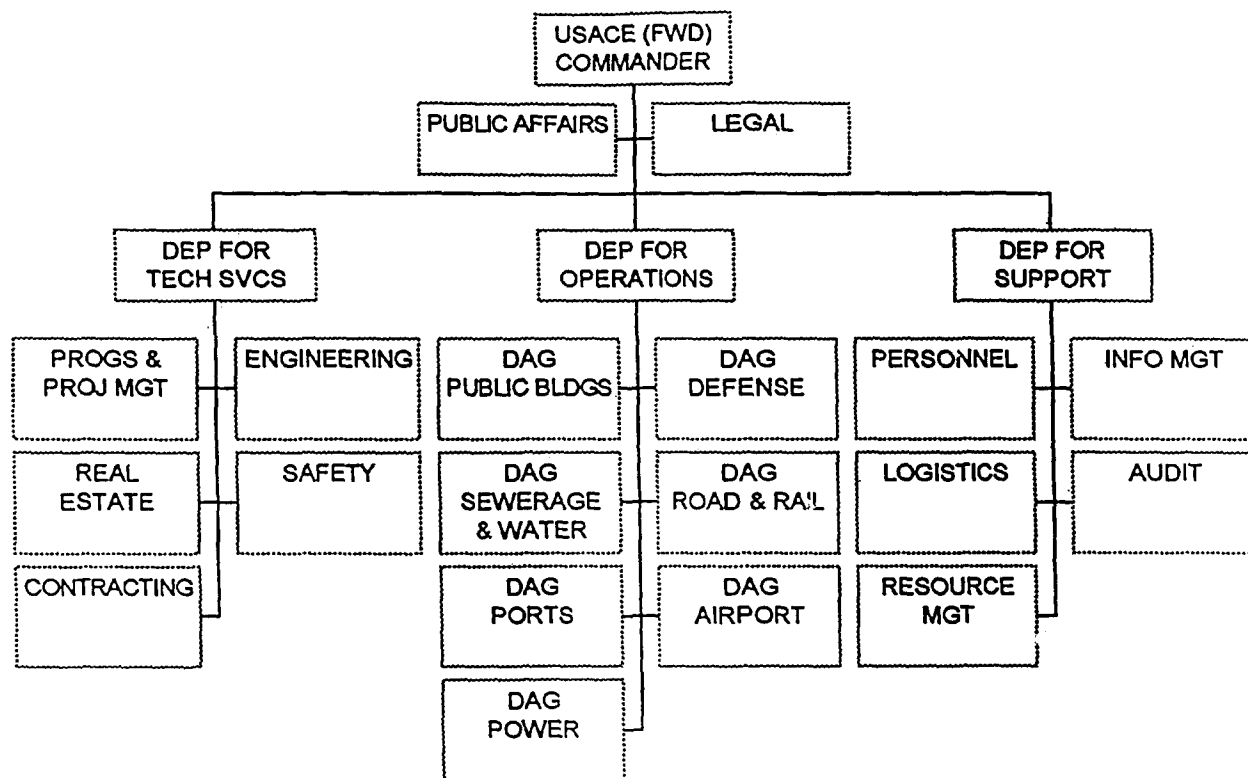 USACE (FWD)
COMMANDER
PUBLIC AFFAIRS
LEGAL
DEP FOR
TECH SVCS
DEP FOR
OPERATIONS
DEP FOR
SUPPORT
PROGS &
PROJ MGT
ENGINEERING
DAG
PUBLIC BLDGS
DAG
DEFENSE
PERSONNEL
INFO MGT
REAL
ESTATE
SAFETY
DAG
SEWERAGE
& WATER
DAG
ROAD & RAIL
LOGISTICS
AUDIT
CONTRACTING
DAG
PORTS
DAG
AIRPORT
RESOURCE
MGT
DAG
POWER